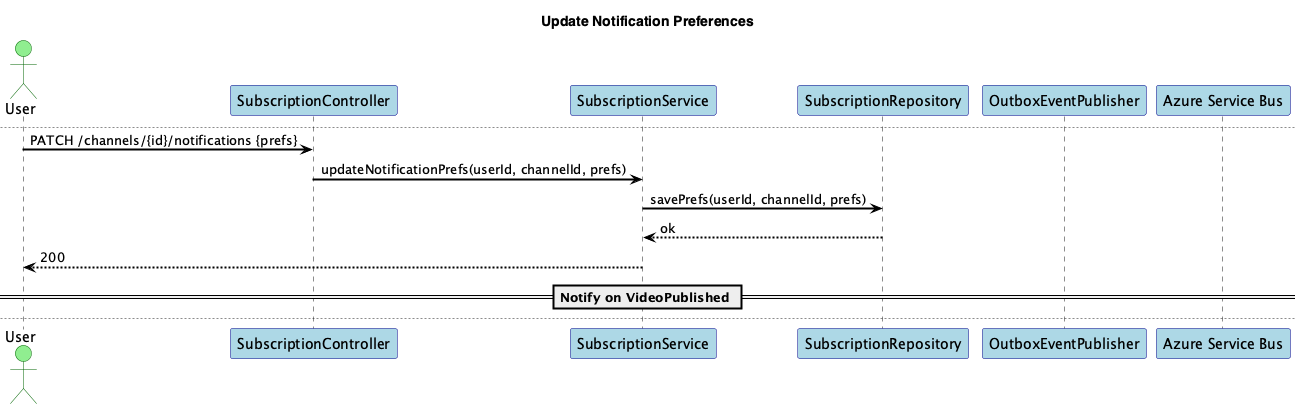 Update Notification Preferences
User
SubscriptionController
SubscriptionService
SubscriptionRepository
OutboxEventPublisher
Azure Service Bus
PATCH /channels/{id}/notifications {prefs}
updateNotificationPrefs(userId, channelId, prefs)
savePrefs(userId, channelId, prefs)
ok
200
Notify on VideoPublished
User
SubscriptionController
SubscriptionService
SubscriptionRepository
OutboxEventPublisher
Azure Service Bus